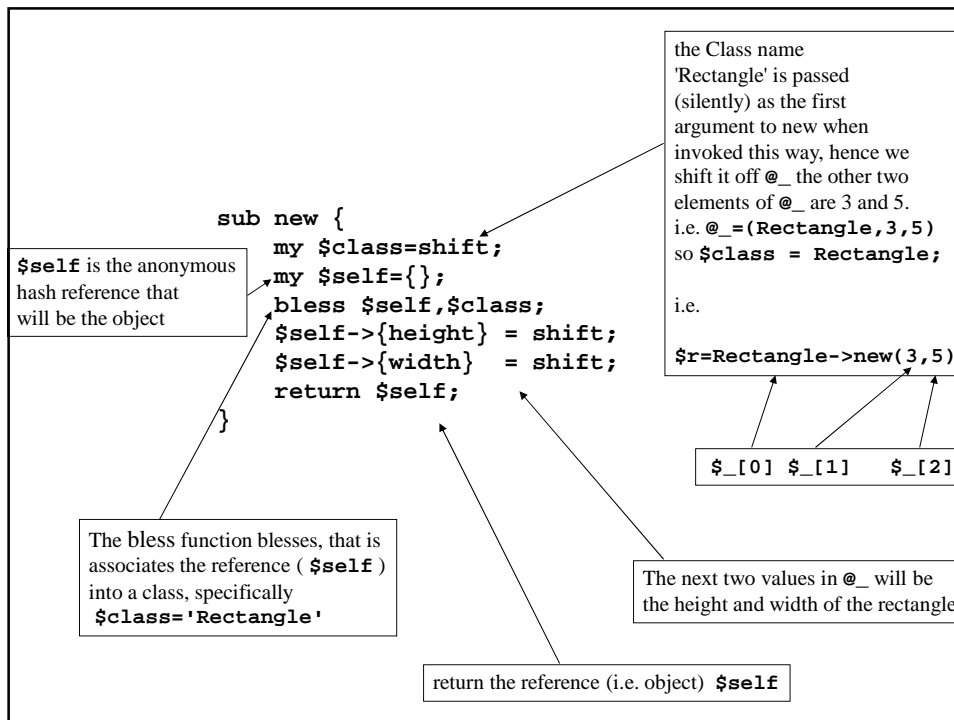 the Class name
'Rectangle' is passed
(silently) as the first
argument to new when
invoked this way, hence we
shift it off @_ the other two
elements of @_ are 3 and 5.
i.e. @_=(Rectangle,3,5)
so $class = Rectangle;
i.e.
$r=Rectangle->new(3,5)
$_[0] $_[1] $_[2]
sub new {
my $class=shift;
my $self={};
bless $self,$class;
$self->{height} = shift;
$self->{width} = shift;
return $self;
}
$self is the anonymous
hash reference that
will be the object
The bless function blesses, that is
associates the reference ( $self )
into a class, specifically
$class='Rectangle'
The next two values in @_ will be
the height and width of the rectangle
return the reference (i.e. object) $self